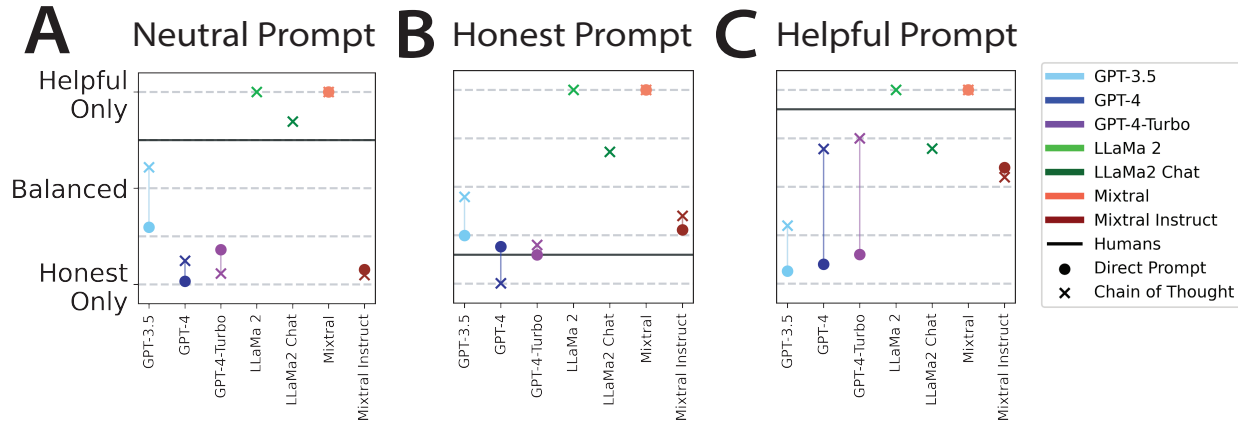 A
Neutral Prompt
B
Honest Prompt
C
Helpful Prompt
Helpful
Only
Balanced
Honest
Only
GPT-3.5
GPT-4
GPT-4-Turbo
LLaMa 2
LLaMa2 Chat
Mixtral
Mixtral Instruct
GPT-3.5
GPT-4
GPT-4-Turbo
LLaMa 2
LLaMa2 Chat
Mixtral
Mixtral Instruct
GPT-3.5
GPT-4
GPT-4-Turbo
LLaMa 2
LLaMa2 Chat
Mixtral
Mixtral Instruct
GPT-3.5
GPT-4
GPT-4-Turbo
LLaMa 2
LLaMa2 Chat
Mixtral
Mixtral Instruct
Humans
Direct Prompt
Chain of Thought